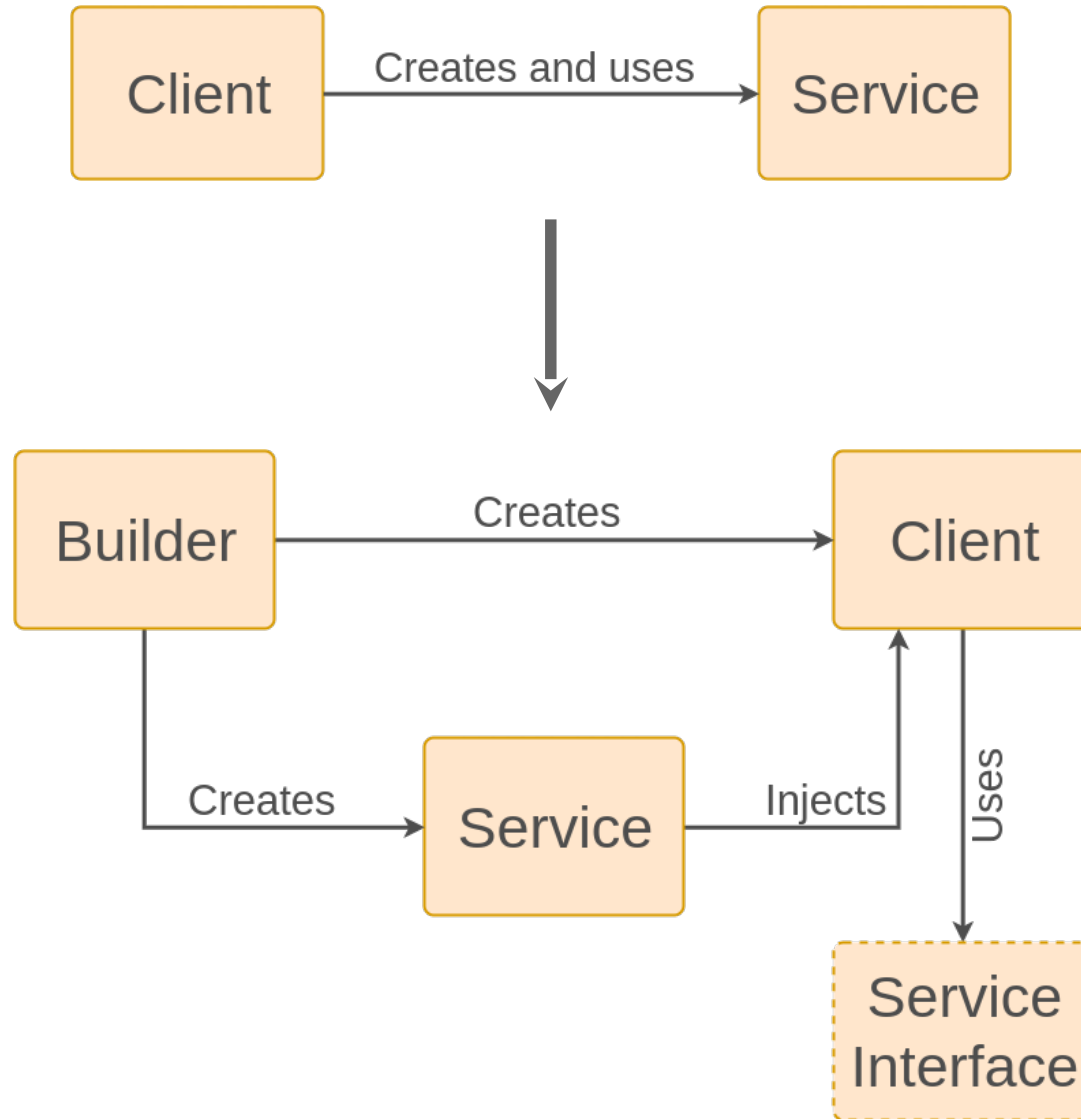 Client
Creates and uses
Service
Builder
Creates
Client
Creates
Service
Injects
Uses
Service
Interface